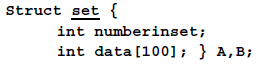 Struct set {
int numberinset;
int data[100]; } A,B;